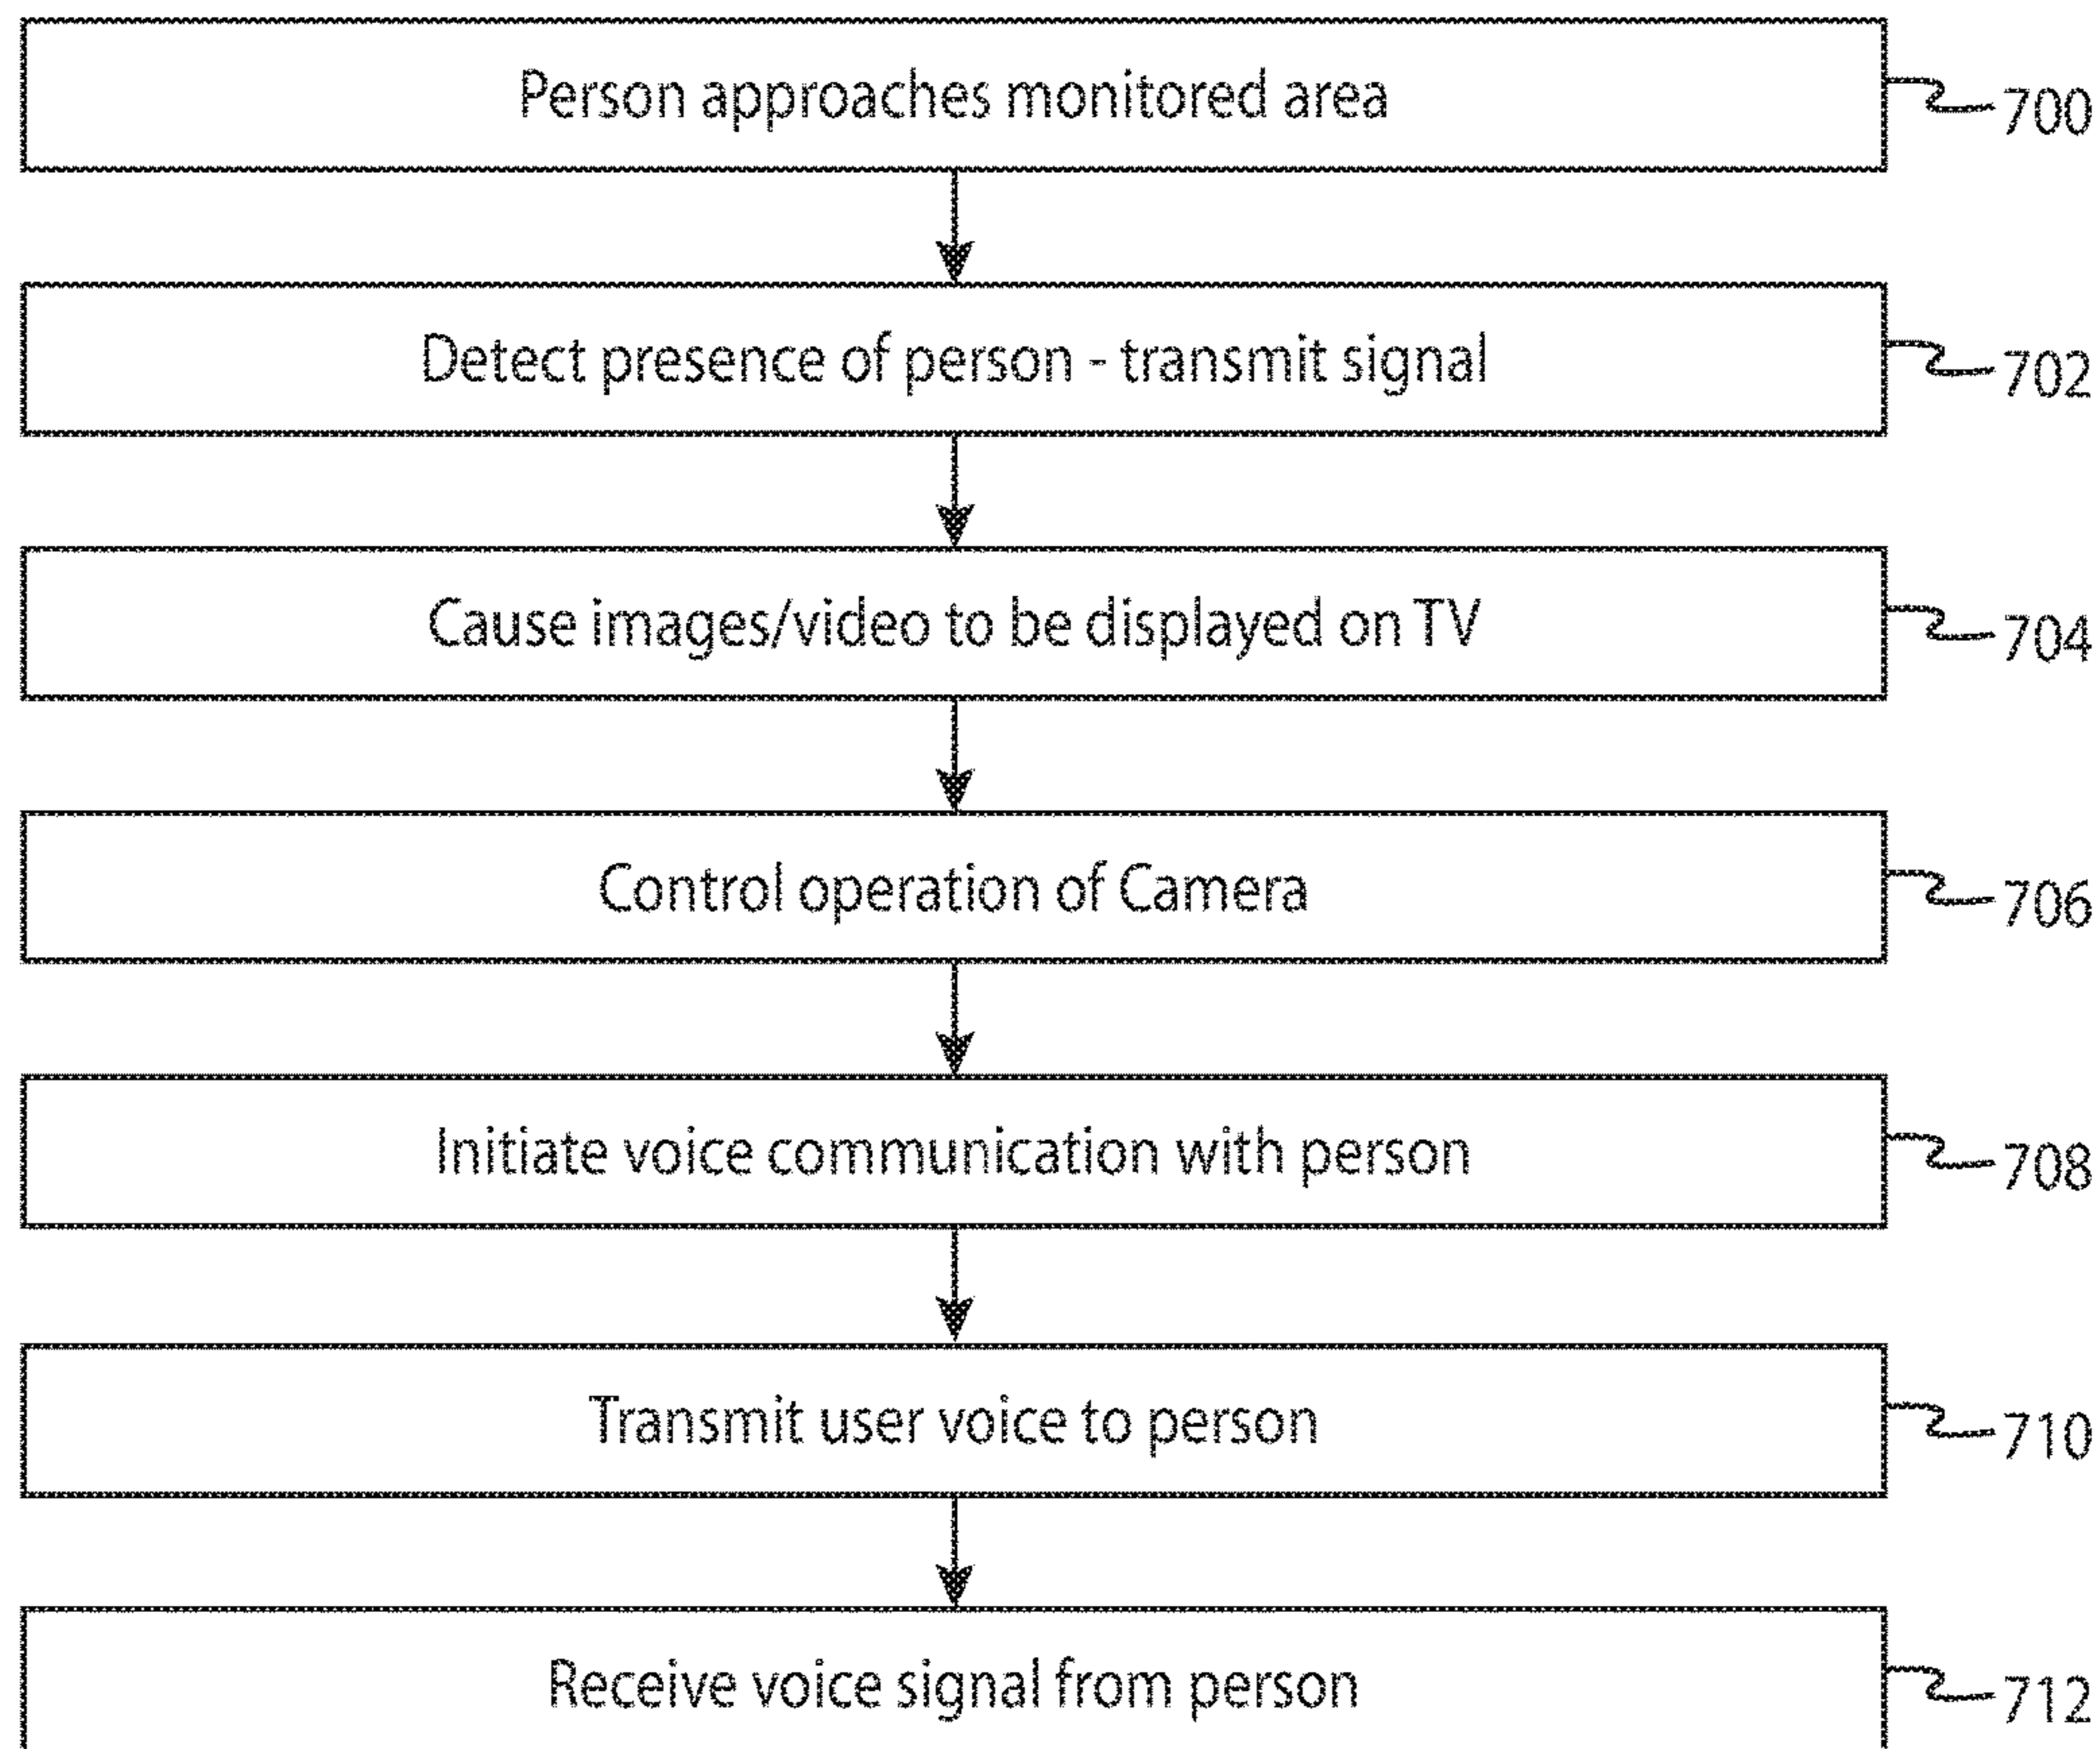 Person approaches monitored area
700
Detect presence of person - transmit signal
702
Cause images/video to be displayed on TV
704
Control operation of Camera
706
Initiate voice communication with person
708
Transmit user voice to person
710
Receive voice signal from person
712